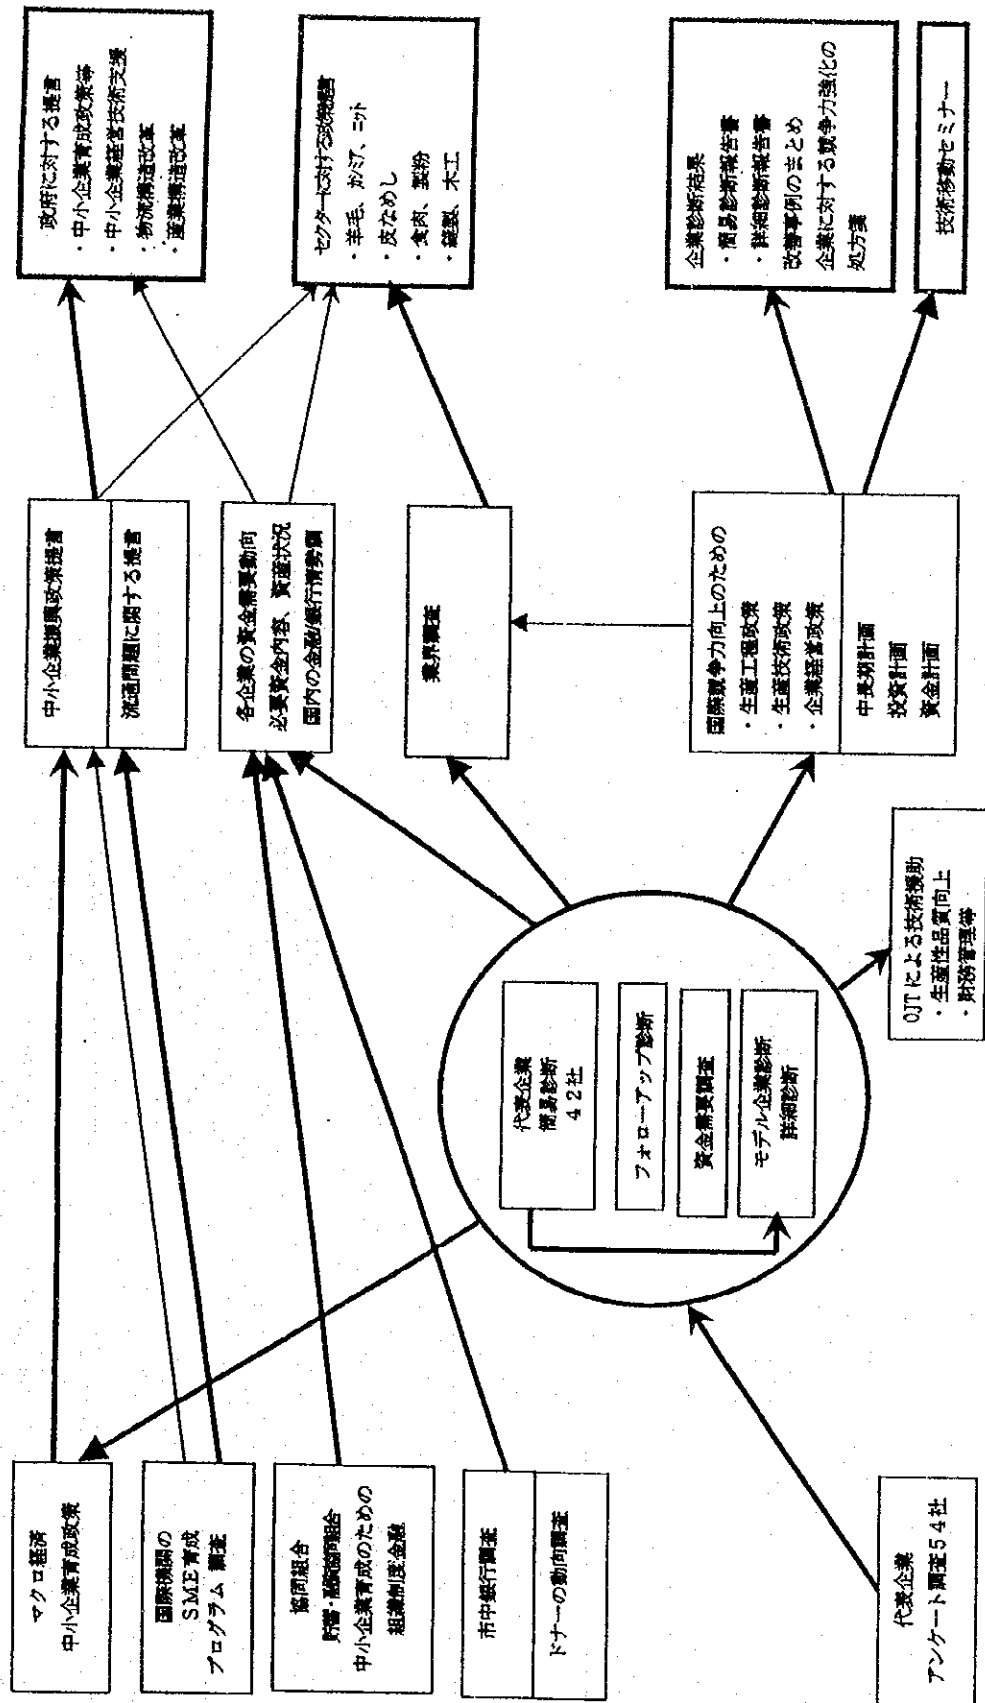 マクロ経済
中小企業育成政策
国際機関の
SME育成
プログラム 調査
協同組合
貯蓄・融資協同組合
中小企業育成のための
組織制度金融
市中銀行調査
ドナーの動向調査
代表企業
アンケート調査54社
代表企業
簡易診断
42社
フォローアップ診断
資金需要調査
モデル企業診断
詳細診断
OJTによる技術援助
・生産性品質向上
・財務管理等
中小企業振興政策提言
流通問題に関する提言
各企業の資金需要動向
必要資金内容、資産状況
国内の金融/銀行情勢調
業界調査
国際競争力向上のための
・生産工程政策
・生産技術政策
・企業経営政策
中長期計画
投資計画
資金計画
政府に対する提言
・中小企業育成政策等
・中小企業経営技術支援
・物流構造改革
・産業構造改革
セクターに対する政策提言
・羊毛、カシミア、ニット
・皮なめし
・食肉、製粉
・縫製、木工
企業診断結果
・簡易診断報告書
・詳細診断報告書
改善事例のまとめ
企業に対する競争力強化の
処方箋
技術移動セミナー